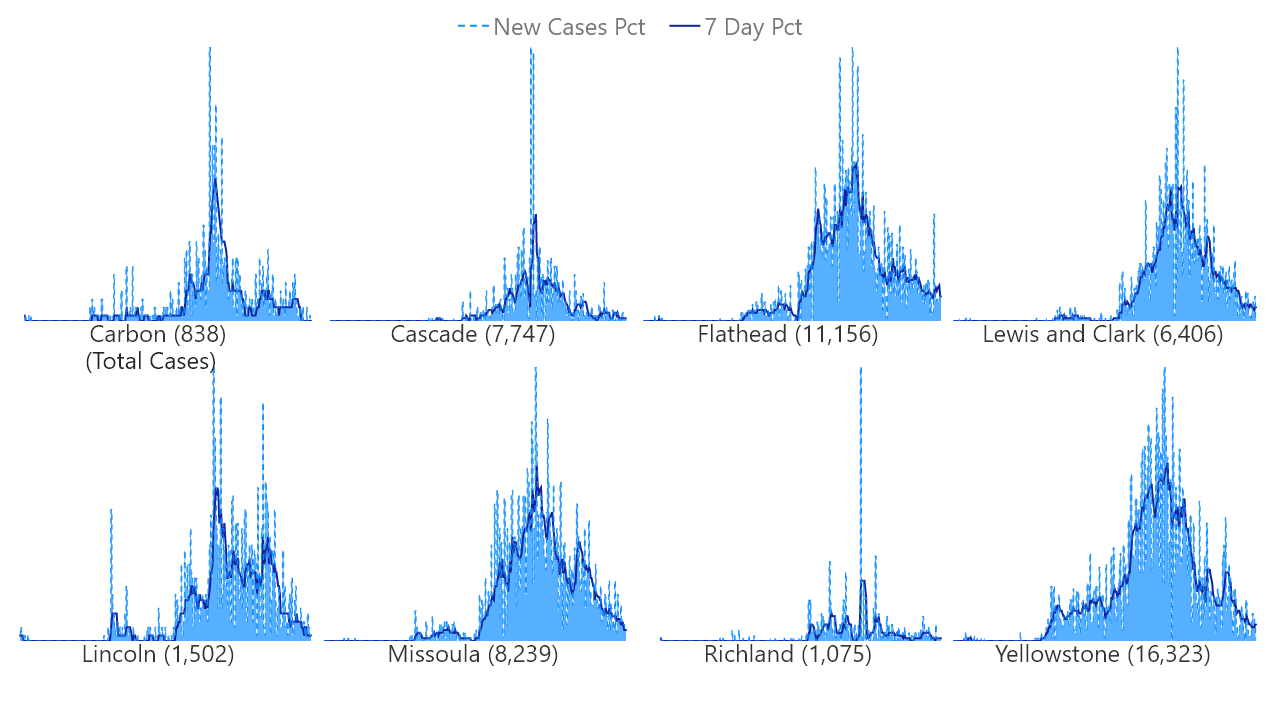 New Cases Pct 7 Day Pct
Carbon (838) Cascade (7,747) Flathead (11,156) Lewis and Clark (6,406)
(Total Cases)
Lincoln (1,502) Missoula (8,239) Richland (1,075) Yellowstone (16,323)